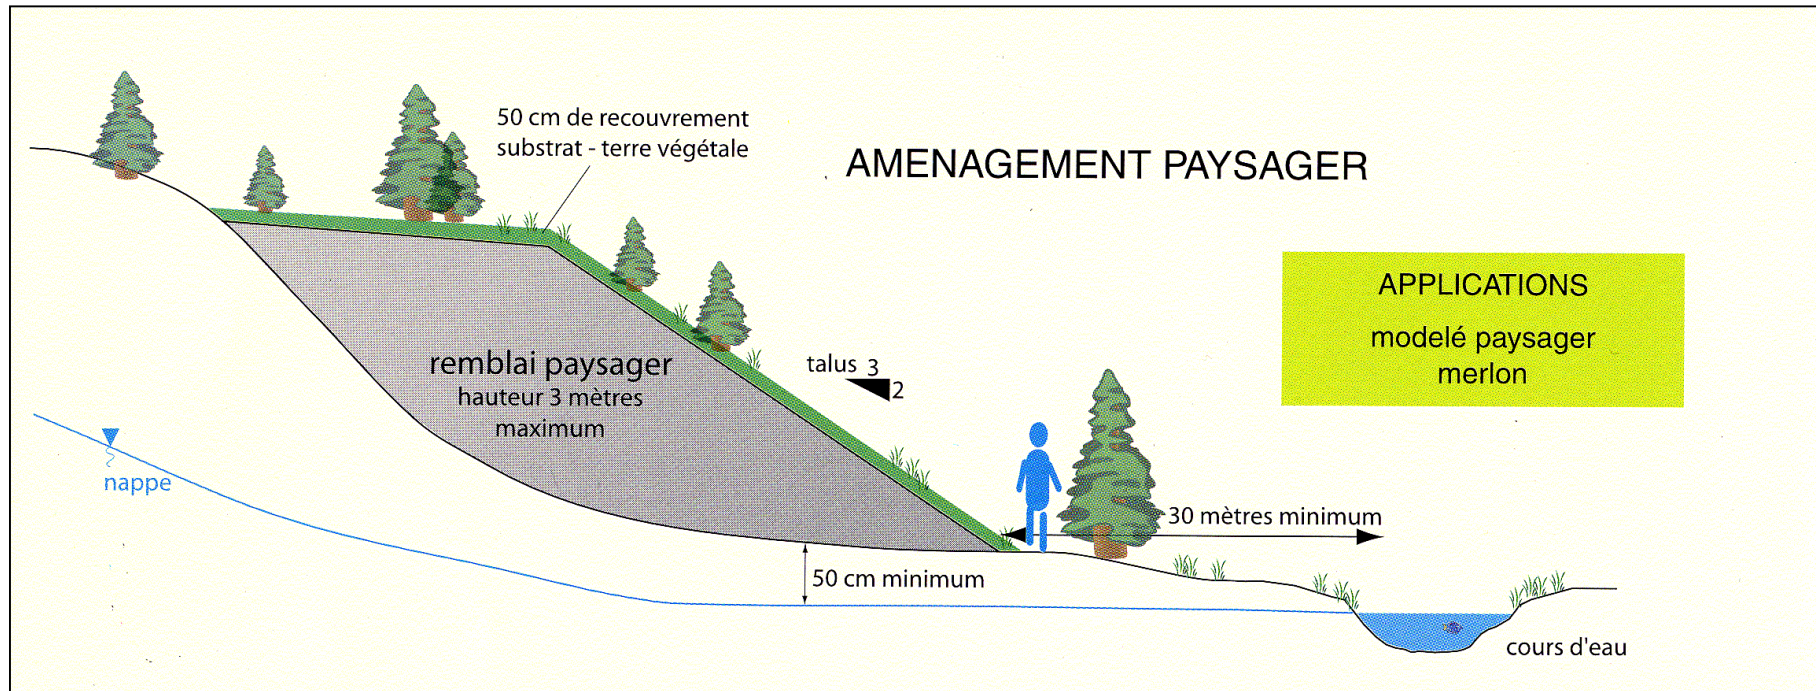 50 cm de recouvrement
substrat - terre végétale
AMENAGEMENT PAYSAGER
APPLICATIONS
modelé paysager
merlon
remblai paysager
hauteur 3 mètres
maximum
talus 3
2
nappe
30 mètres minimum
50 cm minimum
cours d'eau